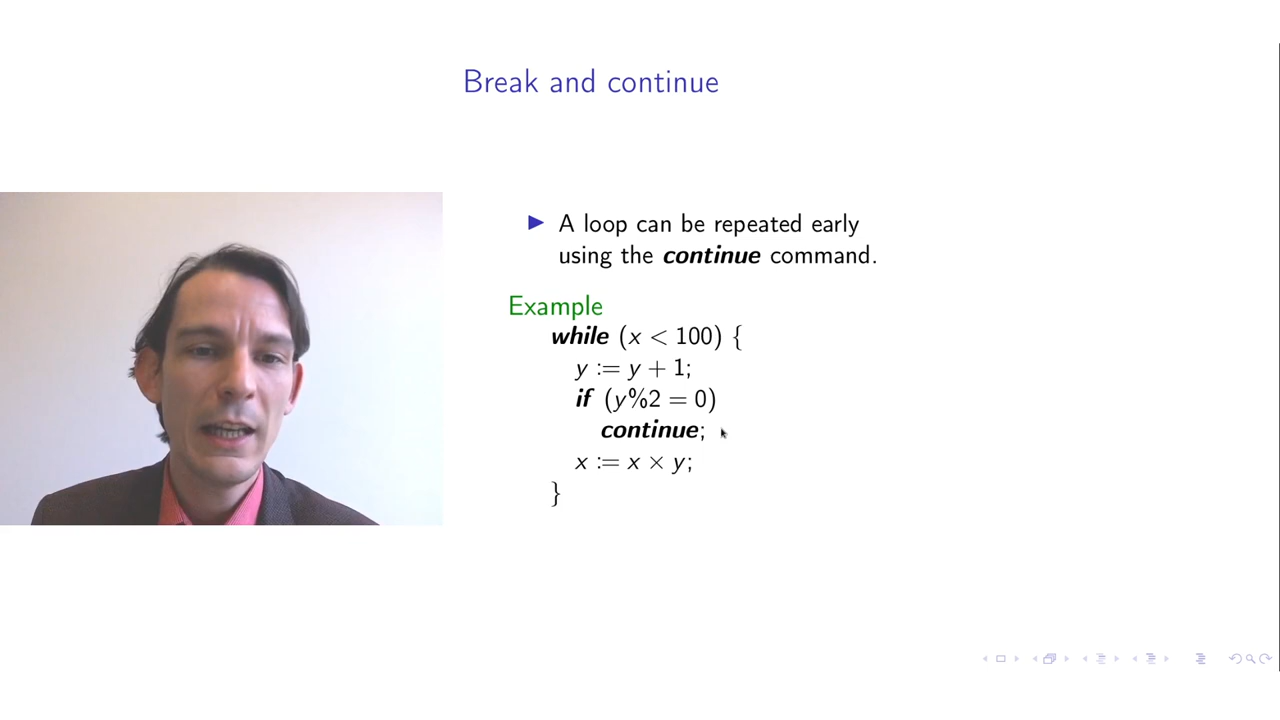 Break and continue
▶ A loop can be repeated early
using the continue command.
Example
while (x < 100) {
y := y + 1;
if (y%2 = 0)
continue;
x := x × y;
}